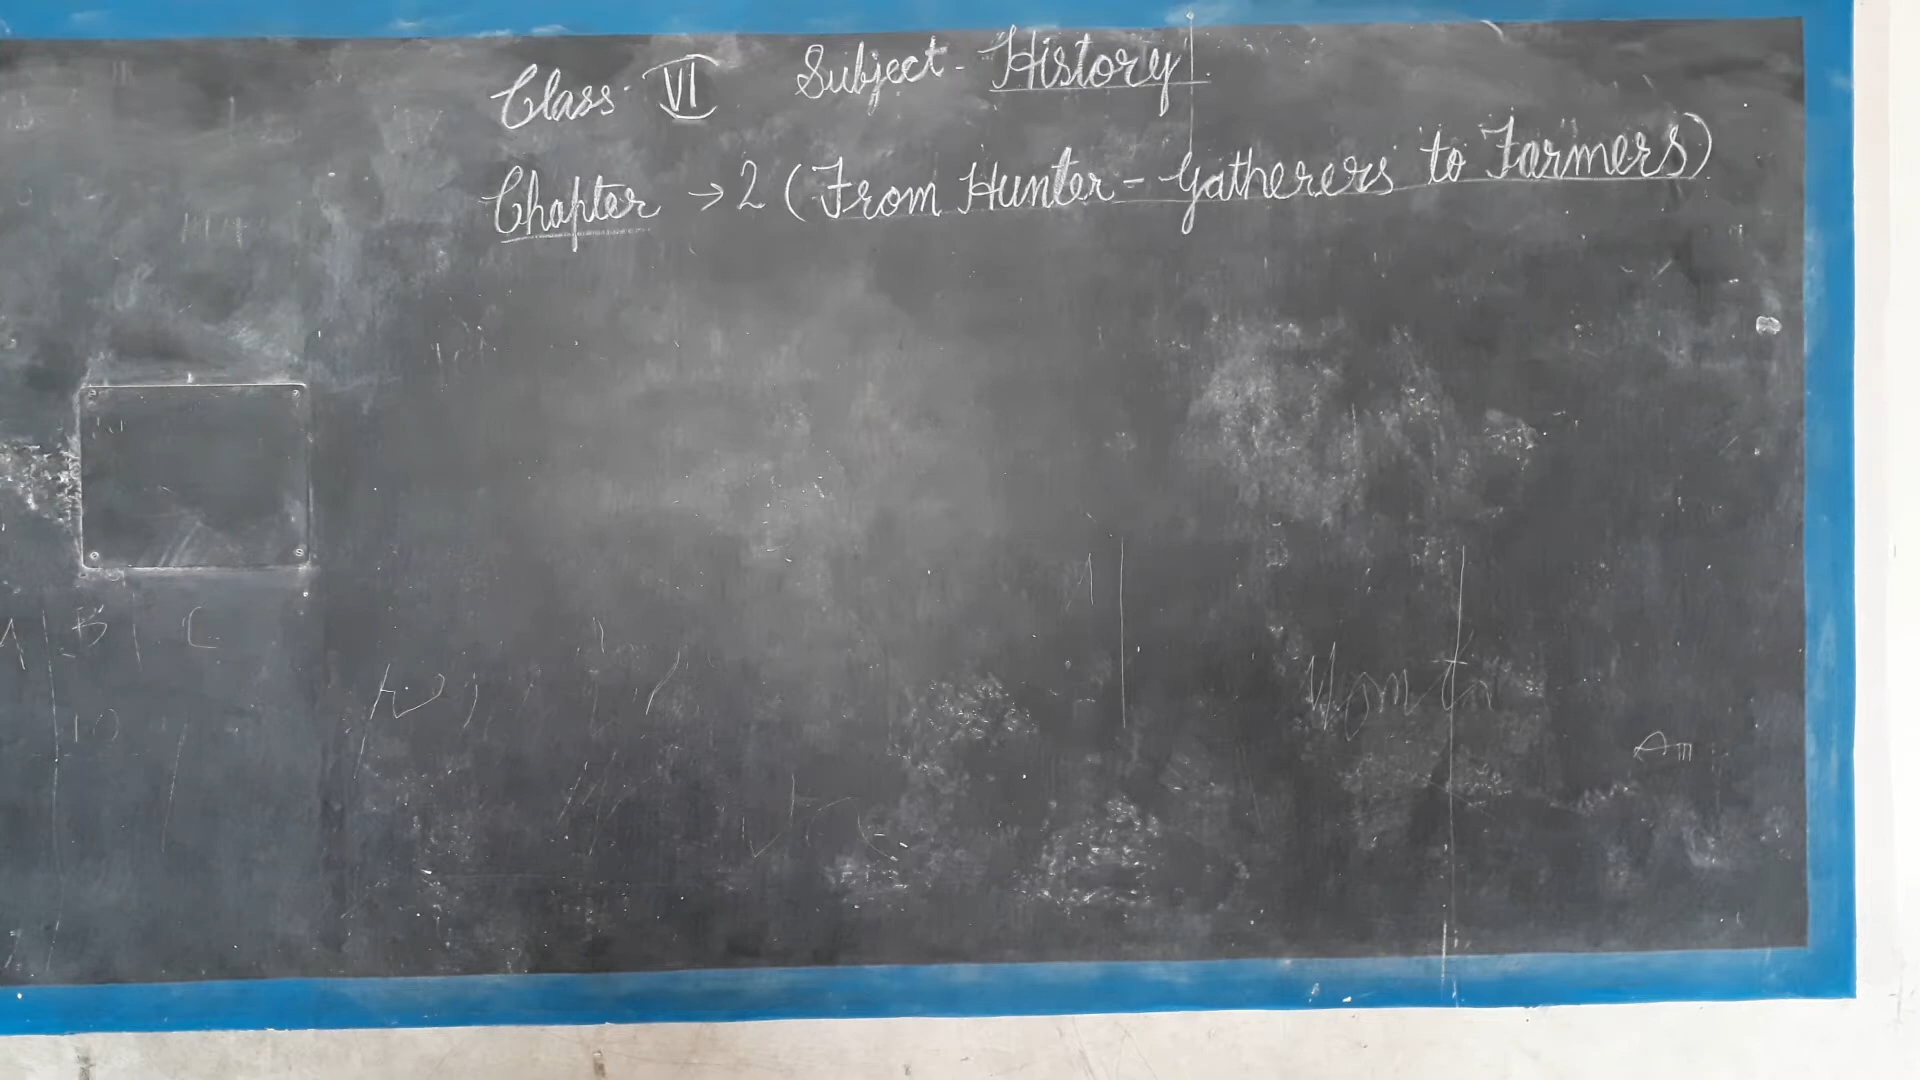 Class- VI Subject- History
Chapter → 2 (From Hunter-Gatherers to Farmers)
A B C